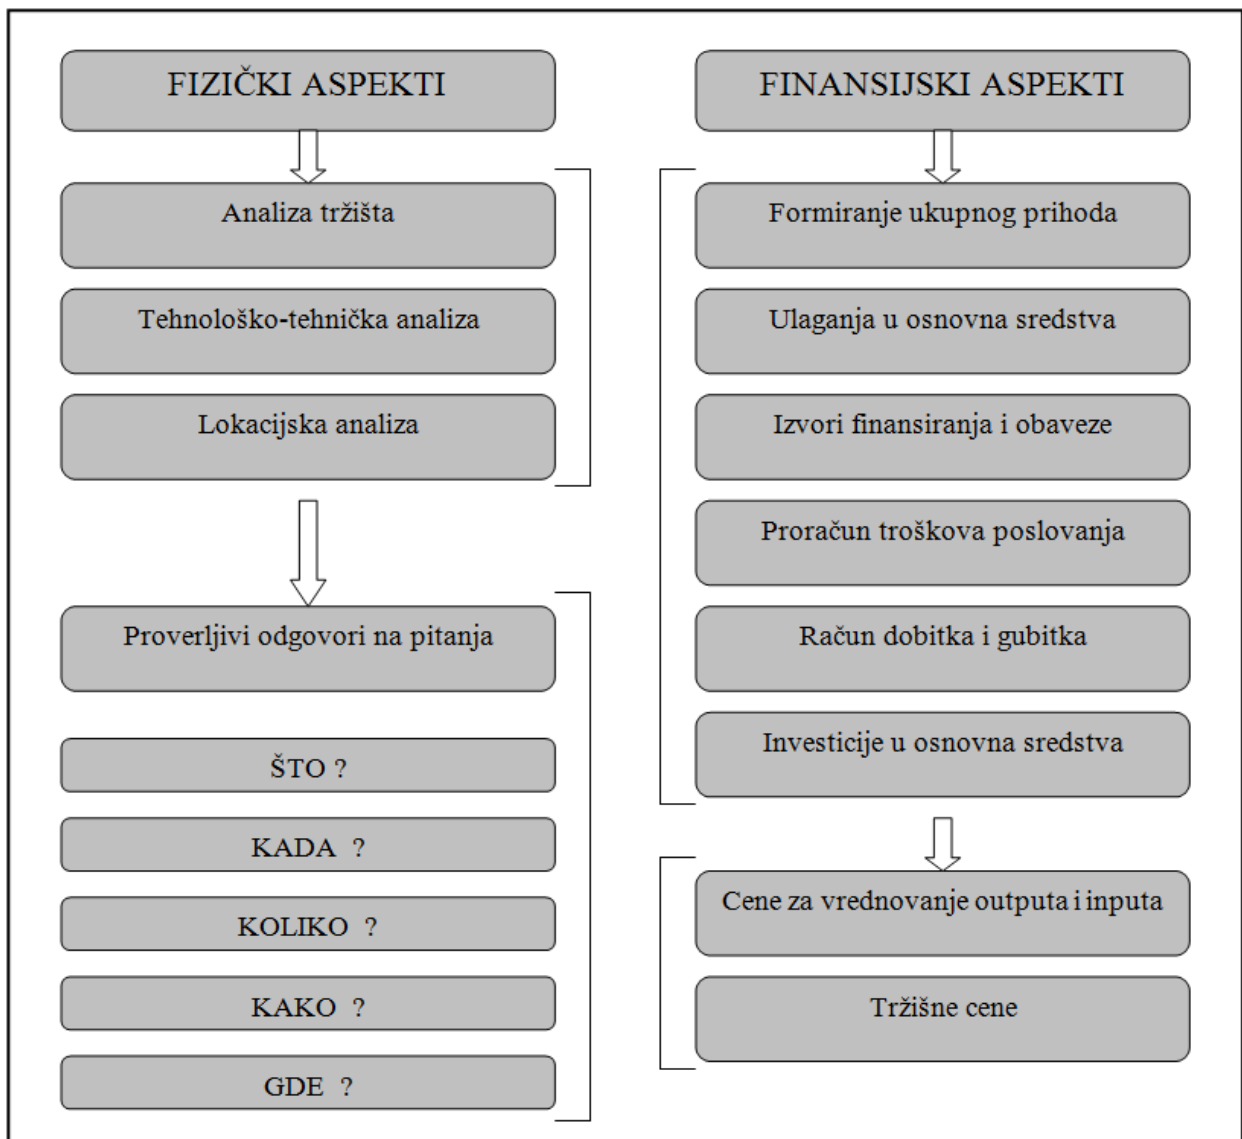 FIZIČKI ASPEKTI
Analiza tržišta
Tehnološko-tehnička analiza
Lokacijska analiza
Proverljivi odgovori na pitanja
ŠTO ?
KADA ?
KOLIKO ?
KAKO ?
GDE ?
FINANSIJSKI ASPEKTI
Formiranje ukupnog prihoda
Ulaganja u osnovna sredstva
Izvori finansiranja i obaveze
Proračun troškova poslovanja
Račun dobitka i gubitka
Investicije u osnovna sredstva
Cene za vrednovanje outputa i inputa
Tržišne cene